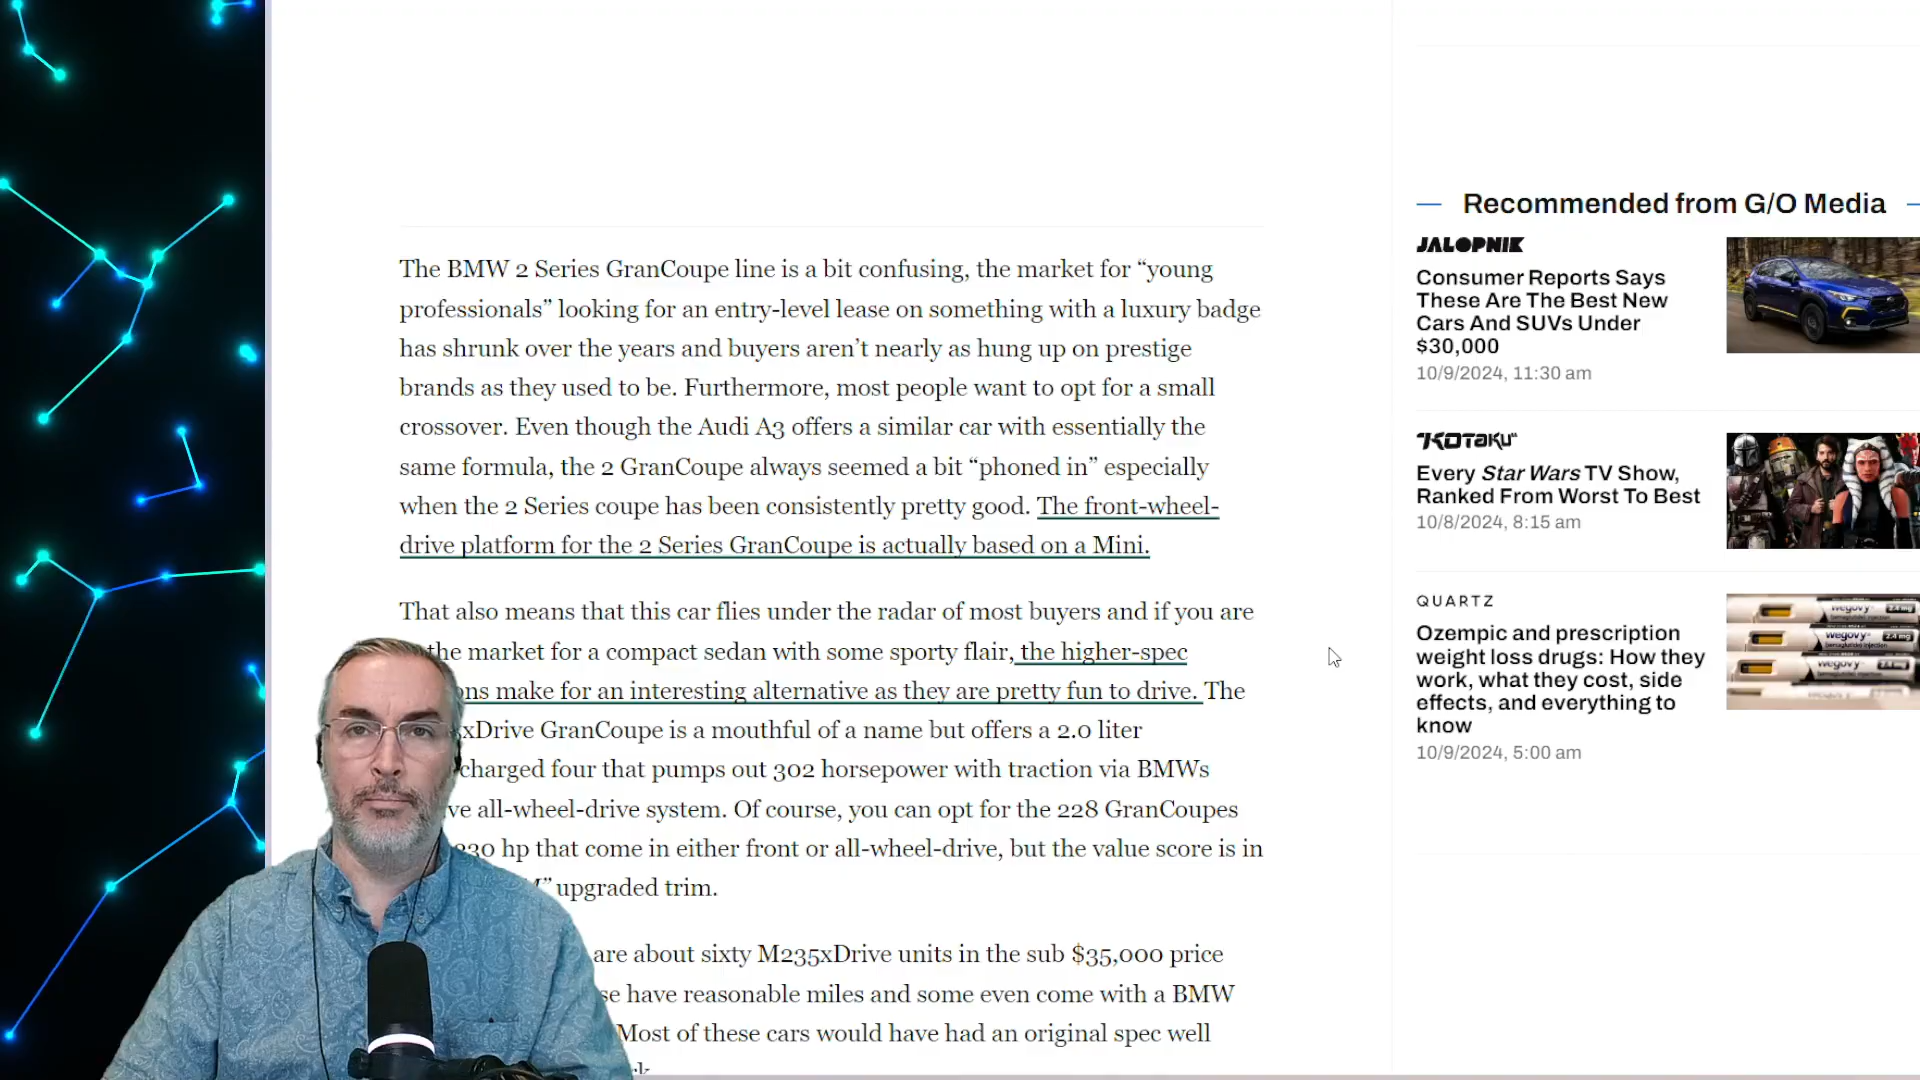 The BMW 2 Series GranCoupe line is a bit confusing, the market for “young
professionals” looking for an entry-level lease on something with a luxury badge
has shrunk over the years and buyers aren’t nearly as hung up on prestige
brands as they used to be. Furthermore, most people want to opt for a small
crossover. Even though the Audi A3 offers a similar car with essentially the
same formula, the 2 GranCoupe always seemed a bit “phoned in” especially
when the 2 Series coupe has been consistently pretty good. The front-wheel-
drive platform for the 2 Series GranCoupe is actually based on a Mini.
That also means that this car flies under the radar of most buyers and if you are
the market for a compact sedan with some sporty flair, the higher-spec
ons make for an interesting alternative as they are pretty fun to drive. The
xDrive GranCoupe is a mouthful of a name but offers a 2.0 liter
charged four that pumps out 302 horsepower with traction via BMWs
ve all-wheel-drive system. Of course, you can opt for the 228 GranCoupes
230 hp that come in either front or all-wheel-drive, but the value score is in
” upgraded trim.
are about sixty M235xDrive units in the sub $35,000 price
se have reasonable miles and some even come with a BMW
Most of these cars would have had an original spec well
Recommended from G/O Media
JALOPNIK
Consumer Reports Says
These Are The Best New
Cars And SUVs Under
$30,000
10/9/2024, 11:30 am
KOTAKU
Every Star Wars TV Show,
Ranked From Worst To Best
10/8/2024, 8:15 am
QUARTZ
Ozempic and prescription
weight loss drugs: How they
work, what they cost, side
effects, and everything to
know
10/9/2024, 5:00 am
wegovy
wegovy
wegovy